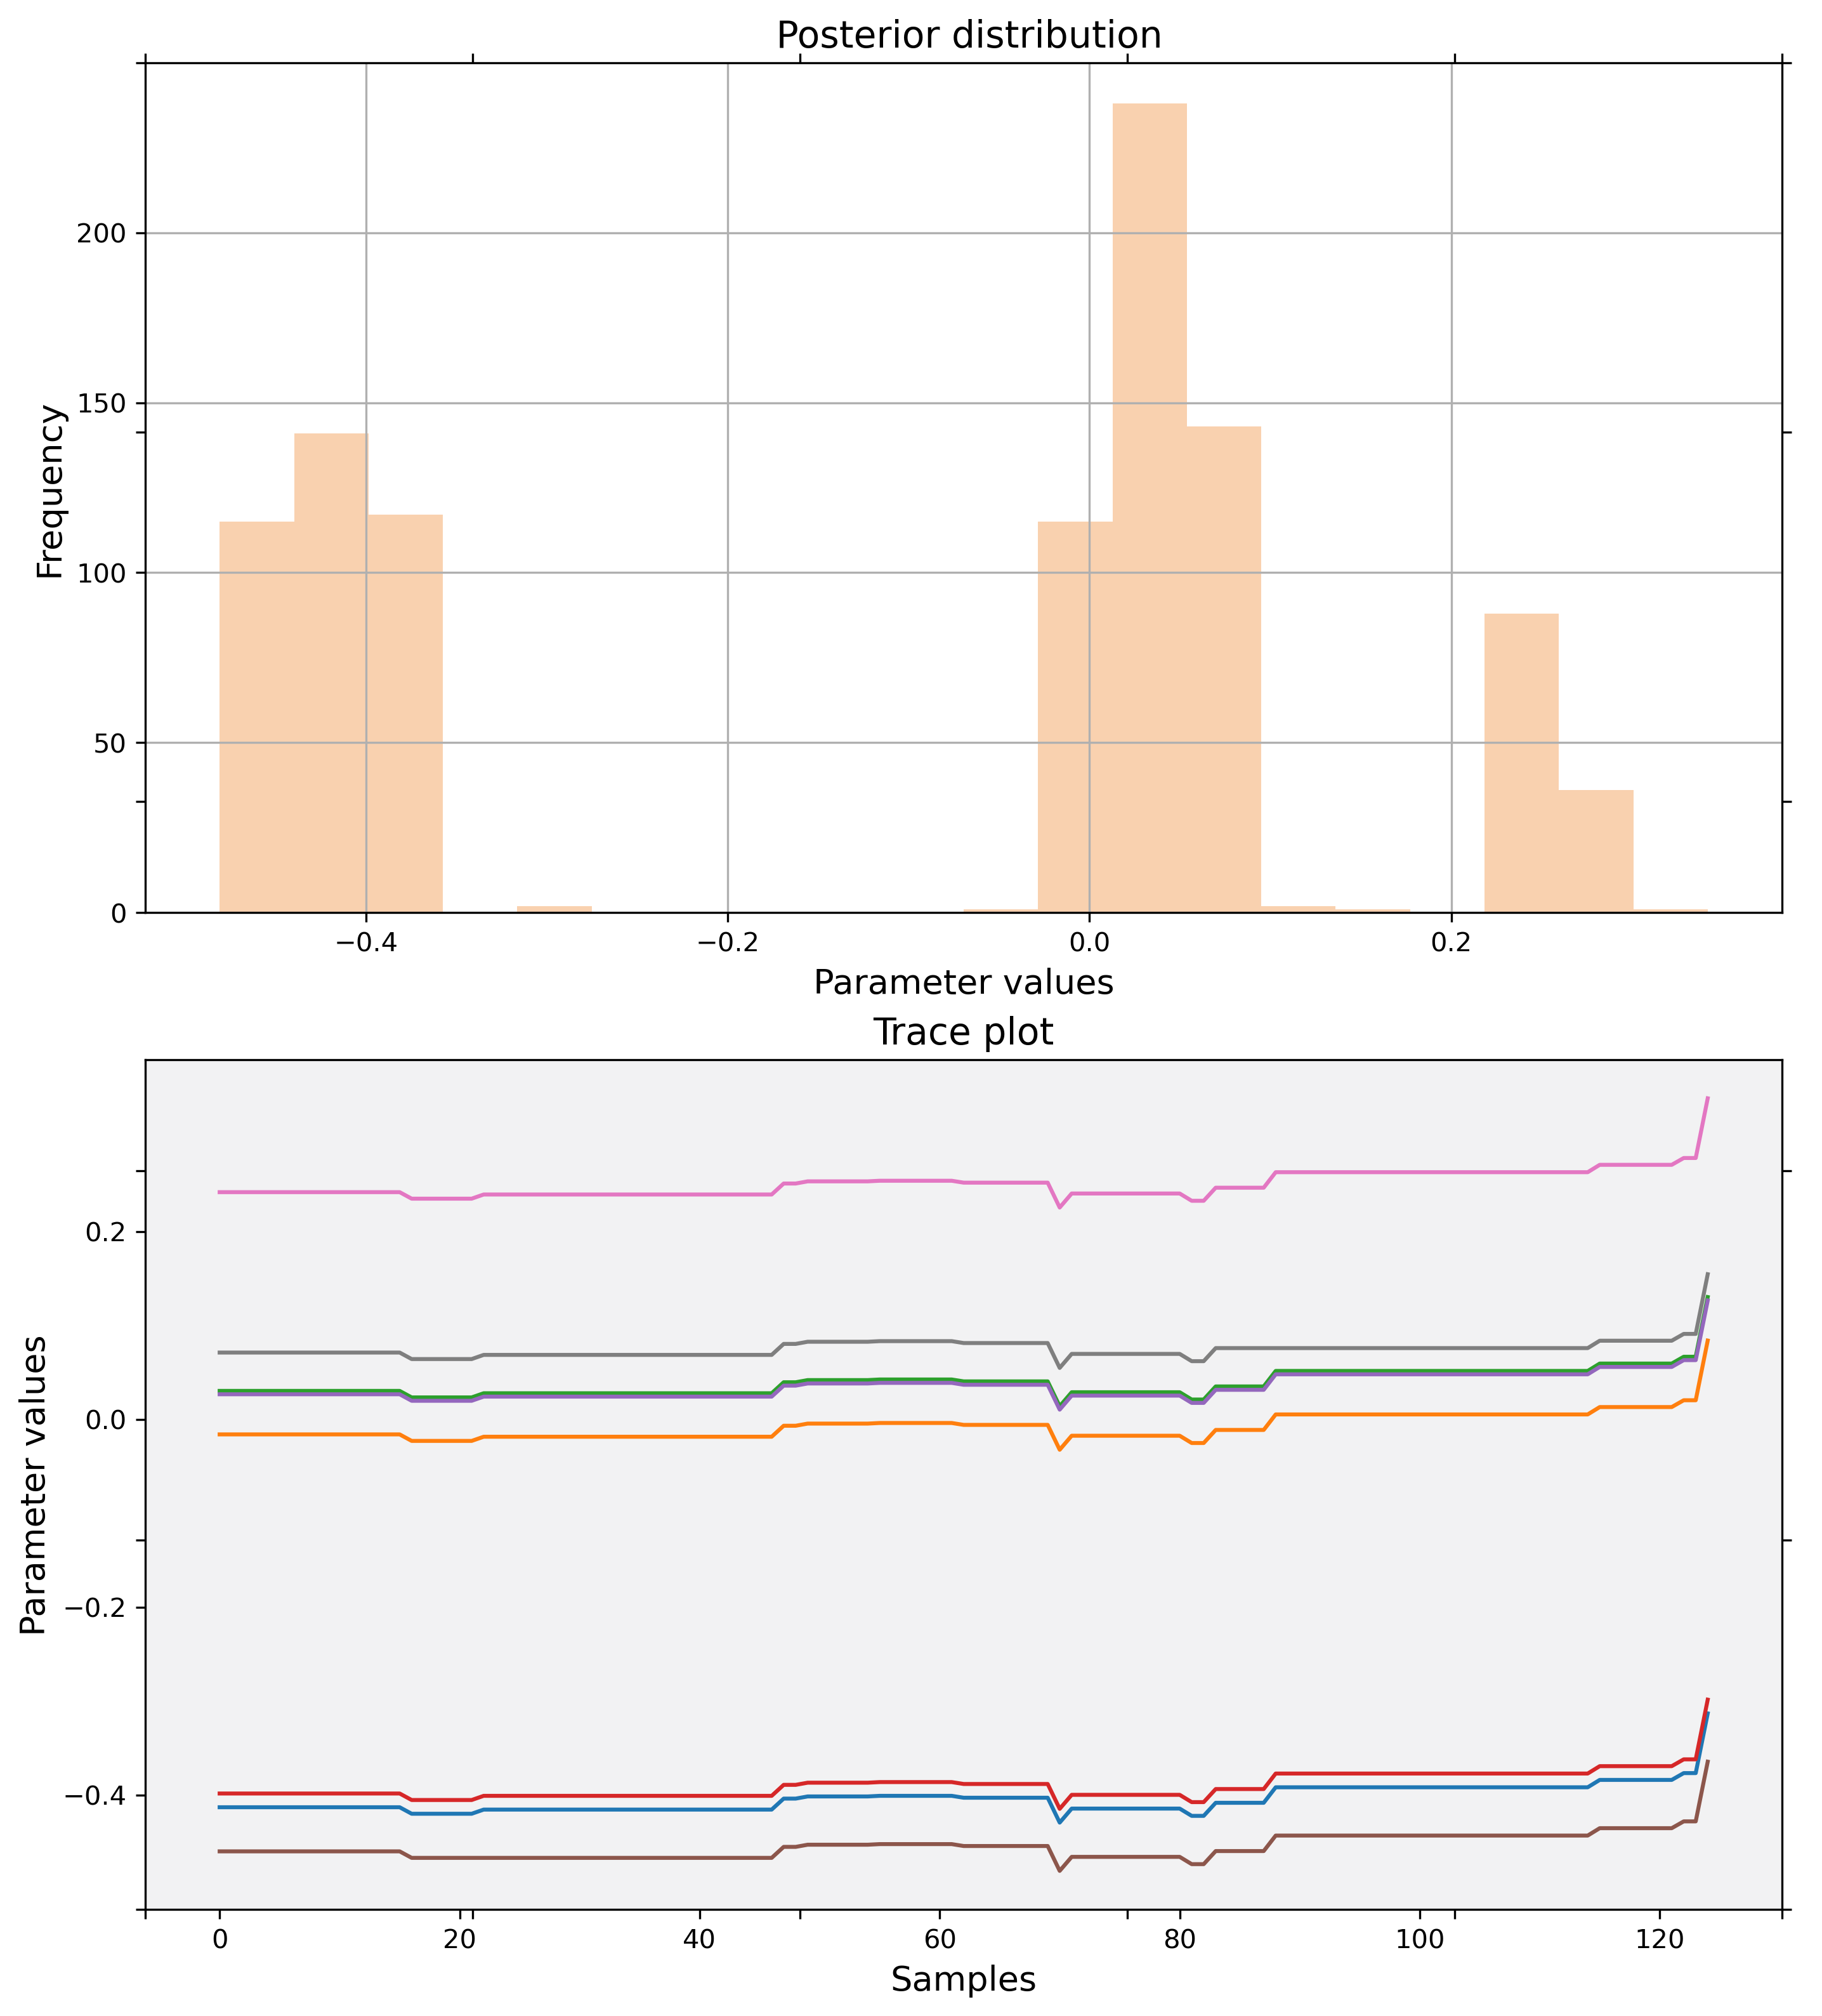 Posterior distribution
200
150
100
50
0
Frequency
−0.4 −0.2 0.0 0.2
Parameter values
Trace plot
0.2
0.0
−0.2
−0.4
Parameter values
0 20 40 60 80 100 120
Samples